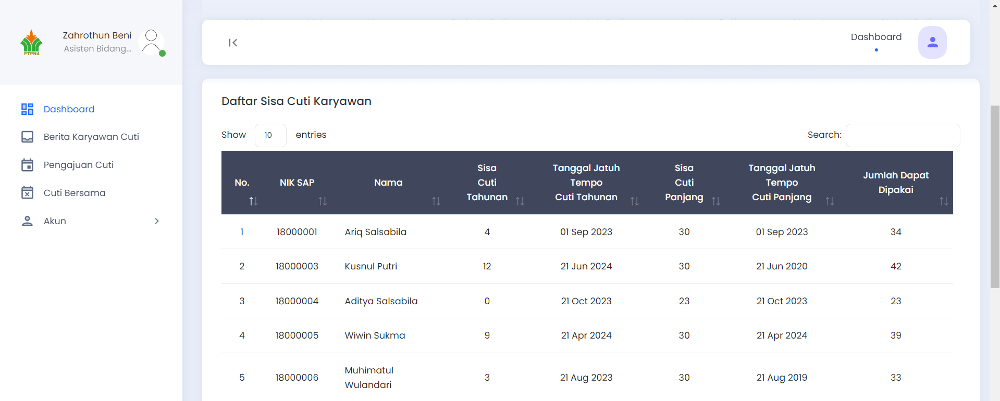 PTPN4
Zahrothun Beni
Asisten Bidang...
Dashboard
Berita Karyawan Cuti
Pengajuan Cuti
Cuti Bersama
Akun
Dashboard
Daftar Sisa Cuti Karyawan
Show 10 entries
Search:
No. NIK SAP Nama Sisa Cuti Tahunan Tanggal Jatuh Tempo Cuti Tahunan Sisa Cuti Panjang Tanggal Jatuh Tempo Cuti Panjang Jumlah Dapat Dipakai
1 18000001 Ariq Salsabila 4 01 Sep 2023 30 01 Sep 2023 34
2 18000003 Kusnul Putri 12 21 Jun 2024 30 21 Jun 2020 42
3 18000004 Aditya Salsabila 0 21 Oct 2023 23 21 Oct 2023 23
4 18000005 Wiwin Sukma 9 21 Apr 2024 30 21 Apr 2024 39
5 18000006 Muhimatul Wulandari 3 21 Aug 2023 30 21 Aug 2019 33